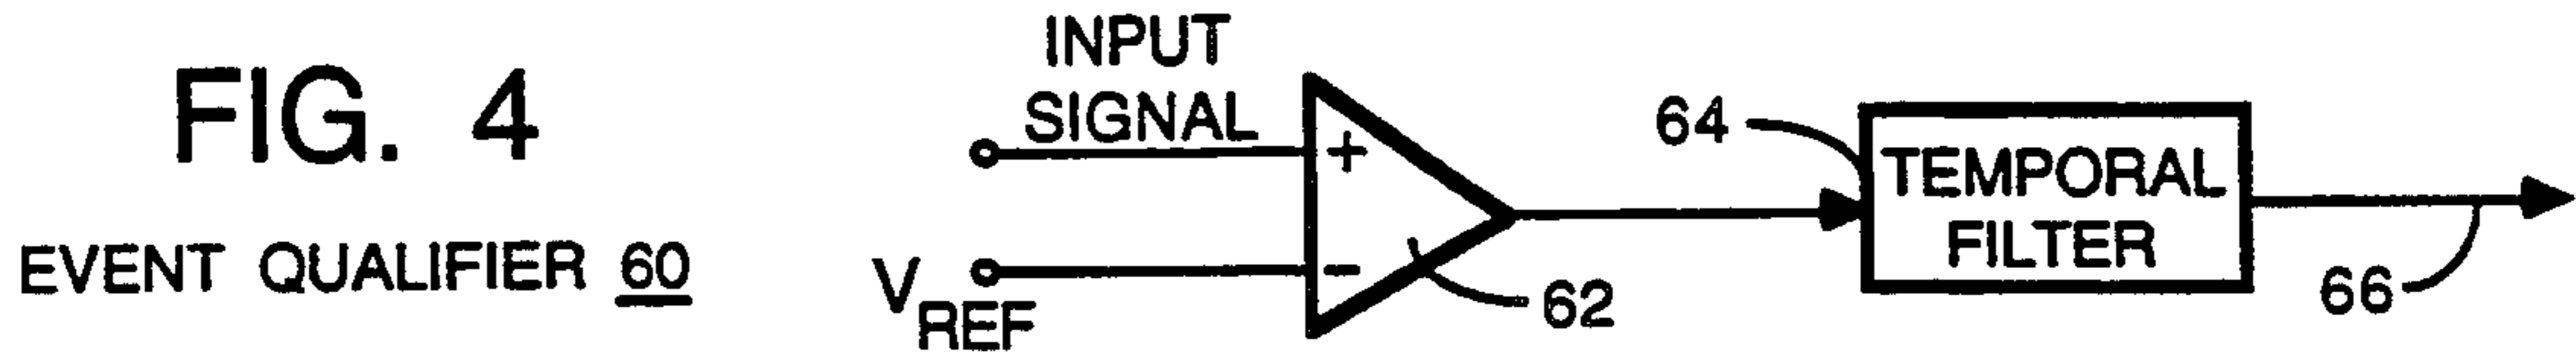 FIG. 4
EVENT QUALIFIER 60
INPUT
SIGNAL
+
-
V REF
62
64
TEMPORAL
FILTER
66